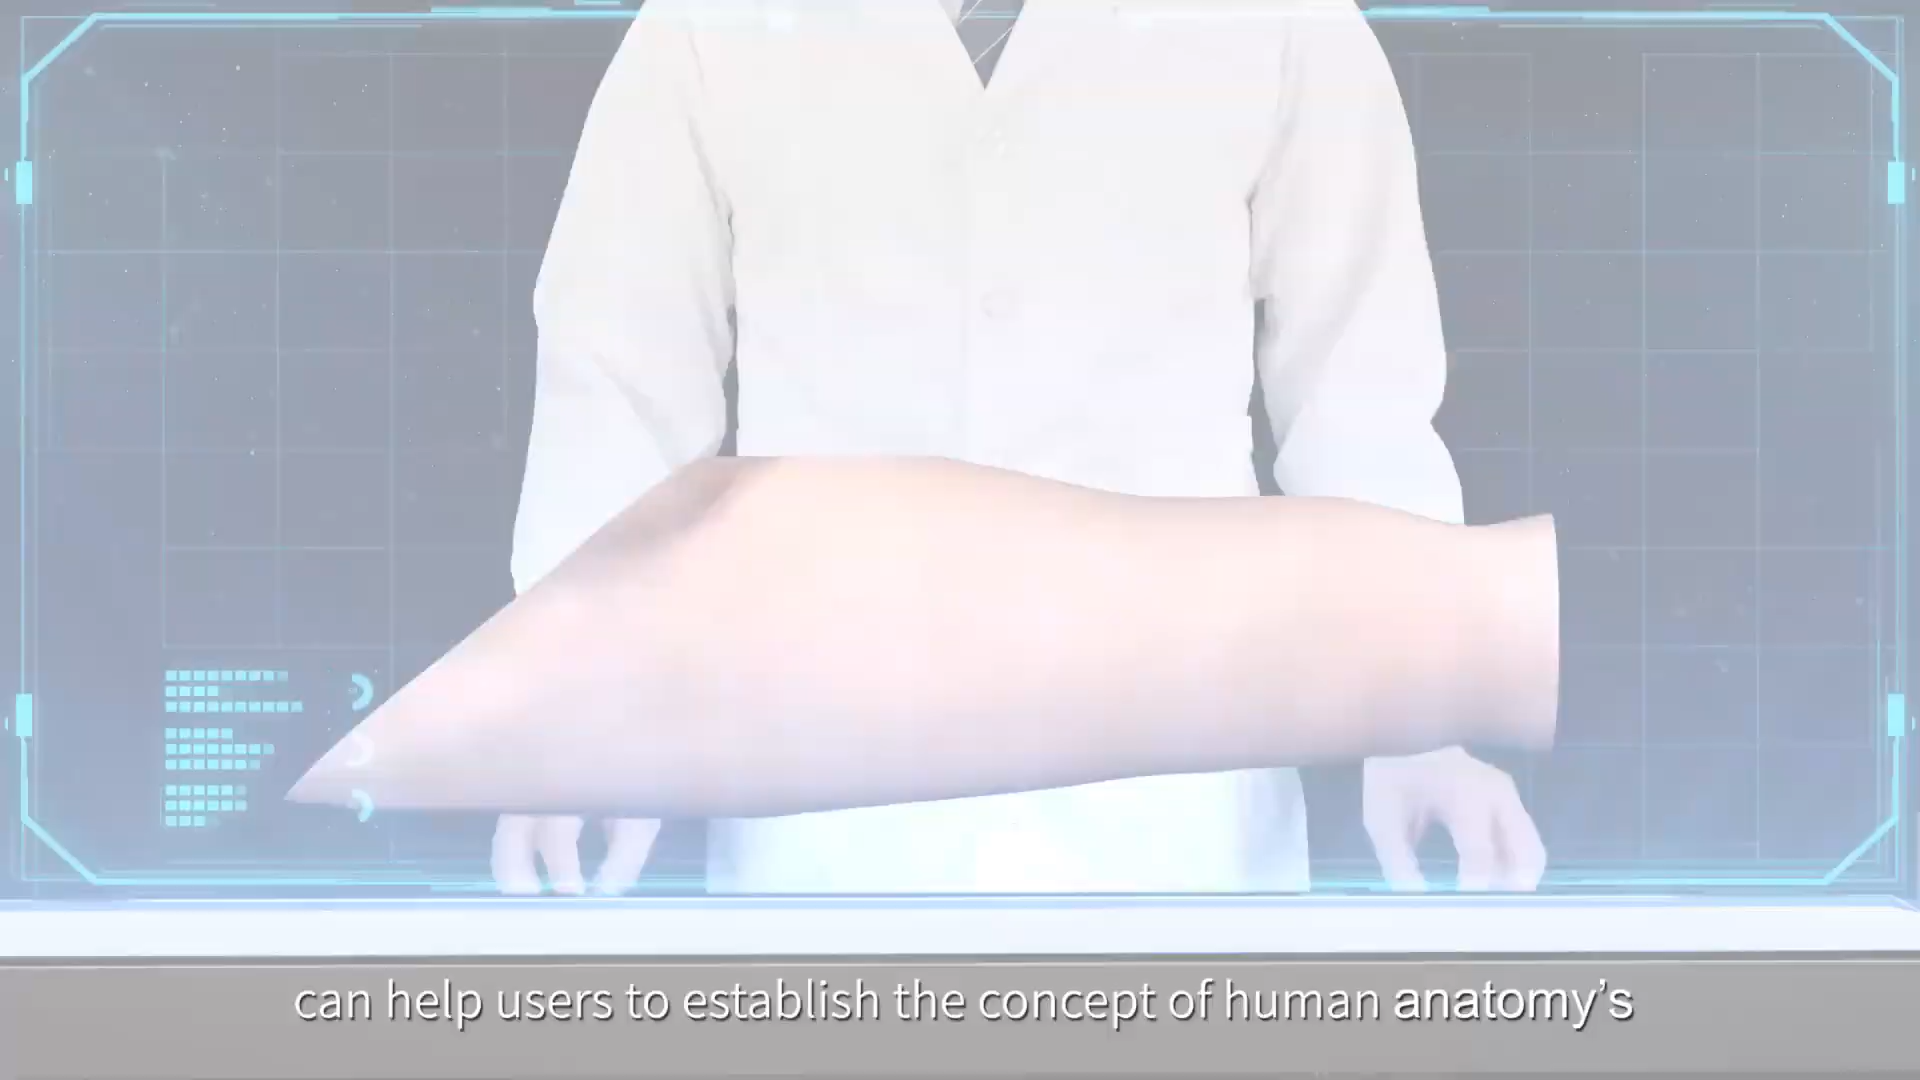 can help users to establish the concept of human anatomy’s